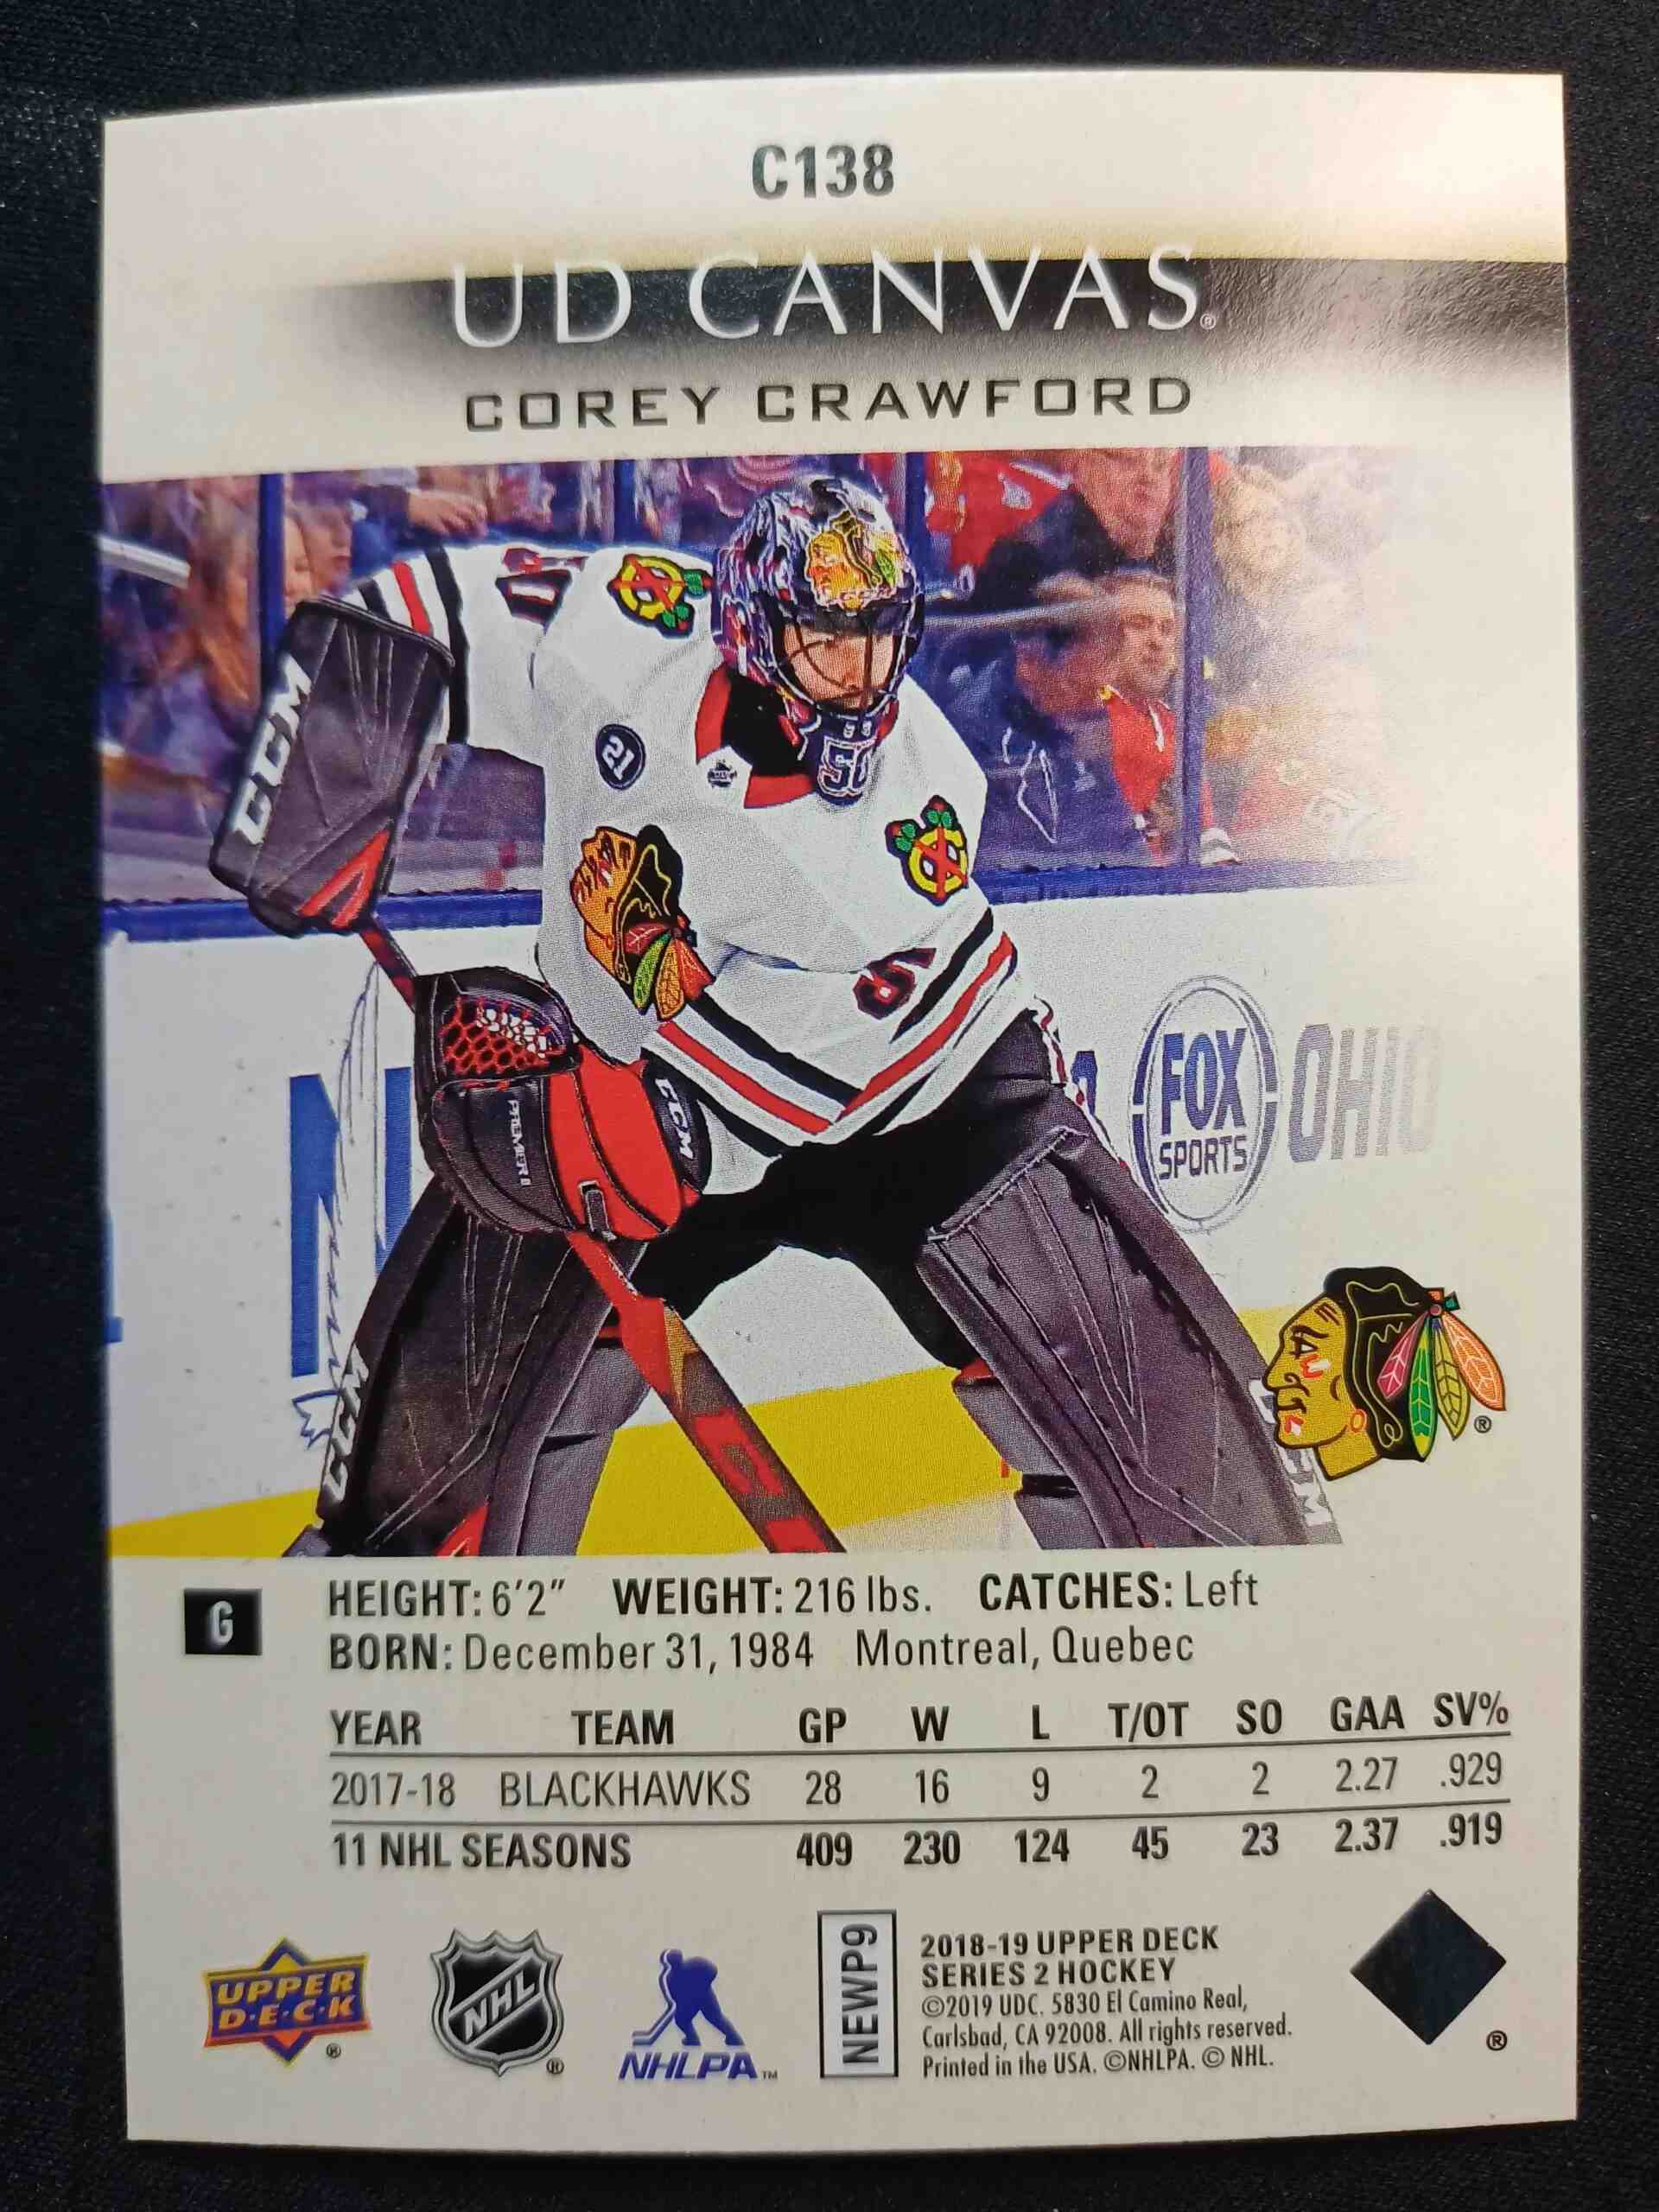 C138
UD CANVAS®
COREY CRAWFORD
CCM
21
50
5
CCM
PREMIER II
FOX
SPORTS
OHIO
CCM
®
G
HEIGHT: 6'2" WEIGHT: 216 lbs. CATCHES: Left
BORN: December 31, 1984 Montreal, Quebec
YEAR TEAM GP W L T/OT SO GAA SV%
2017-18 BLACKHAWKS 28 16 9 2 2 2.27 .929
11 NHL SEASONS 409 230 124 45 23 2.37 .919
UPPER
D·E·C·K
®
NHL
®
NHLPA™
NEWP9
2018-19 UPPER DECK
SERIES 2 HOCKEY
©2019 UDC. 5830 El Camino Real,
Carlsbad, CA 92008. All rights reserved.
Printed in the USA. ©NHLPA. © NHL.
®